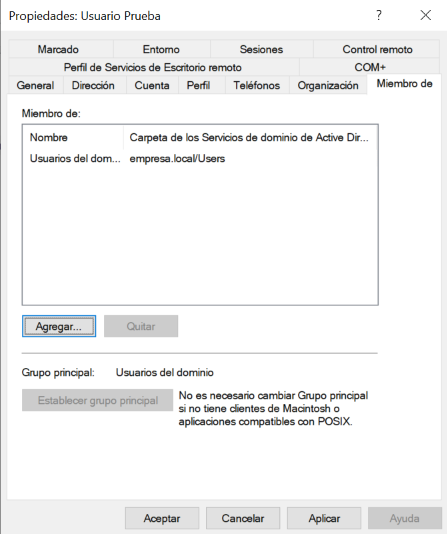 Propiedades: Usuario Prueba ? ×
Marcado Entorno Sesiones Control remoto
Perfil de Servicios de Escritorio remoto COM+
General Dirección Cuenta Perfil Teléfonos Organización Miembro de
Miembro de:
Nombre Carpeta de los Servicios de dominio de Active Dir...
Usuarios del dom... empresa.local/Users
Agregar... Quitar
Grupo principal: Usuarios del dominio
Establecer grupo principal
No es necesario cambiar Grupo principal
si no tiene clientes de Macintosh o
aplicaciones compatibles con POSIX.
Aceptar Cancelar Aplicar Ayuda